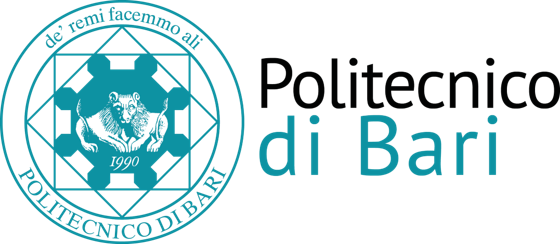 de' remi facemmo ali
1990
POLITECNICO DI BARI
Politecnico
di Bari